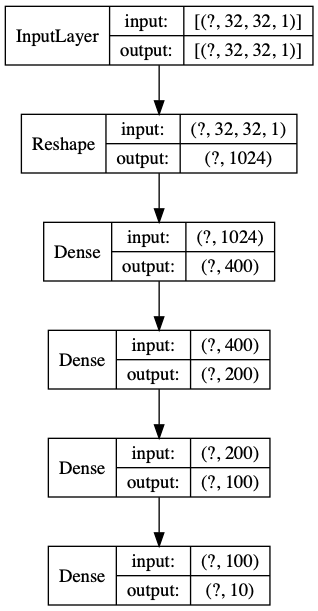 InputLayer
input: [(?, 32, 32, 1)]
output: [(?, 32, 32, 1)]
Reshape
input: (?, 32, 32, 1)
output: (?, 1024)
Dense
input: (?, 1024)
output: (?, 400)
Dense
input: (?, 400)
output: (?, 200)
Dense
input: (?, 200)
output: (?, 100)
Dense
input: (?, 100)
output: (?, 10)